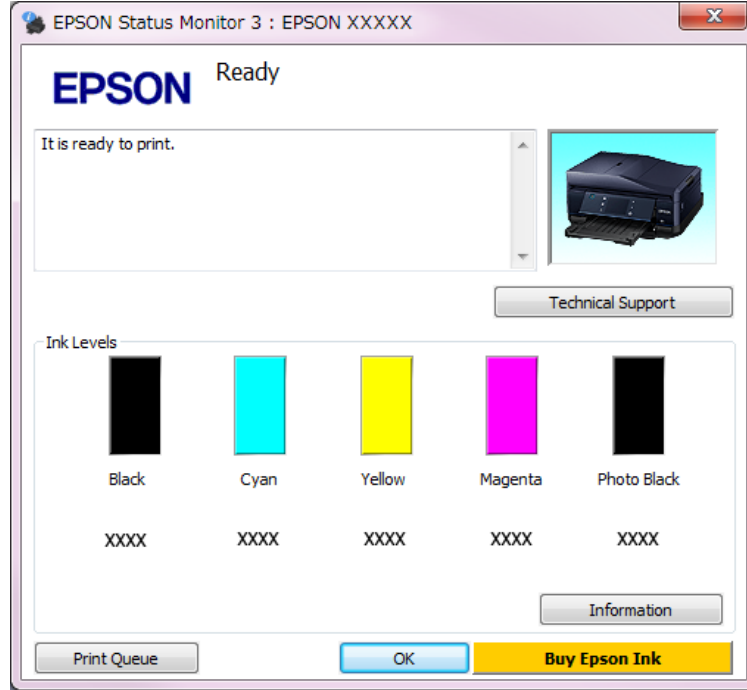 EPSON Status Monitor 3 : EPSON XXXXX
EPSON
Ready
It is ready to print.
Technical Support
Ink Levels
Black Cyan Yellow Magenta Photo Black
XXXX XXXX XXXX XXXX XXXX
Information
Print Queue OK Buy Epson Ink